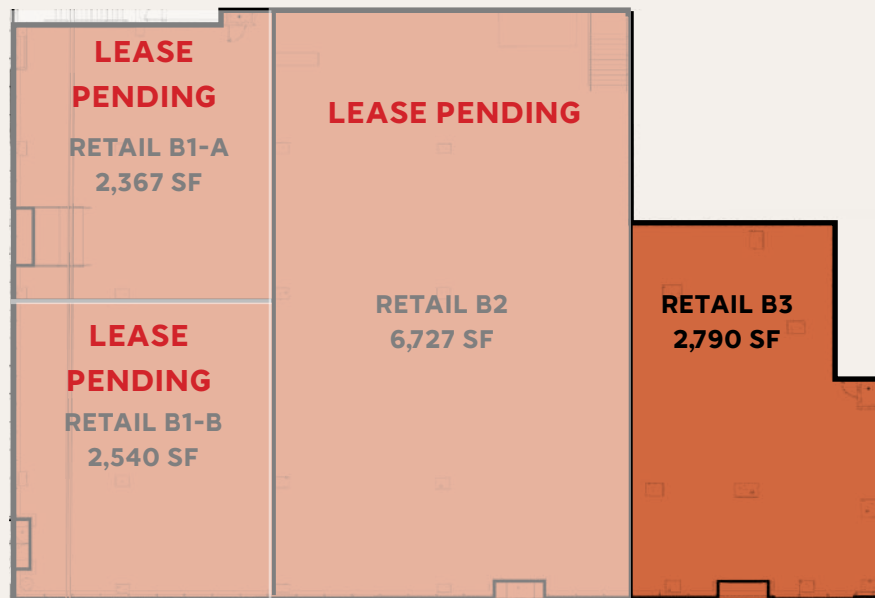 LEASE
PENDING
RETAIL B1-A
2,367 SF
LEASE PENDING
RETAIL B2
6,727 SF
RETAIL B3
2,790 SF
LEASE
PENDING
RETAIL B1-B
2,540 SF